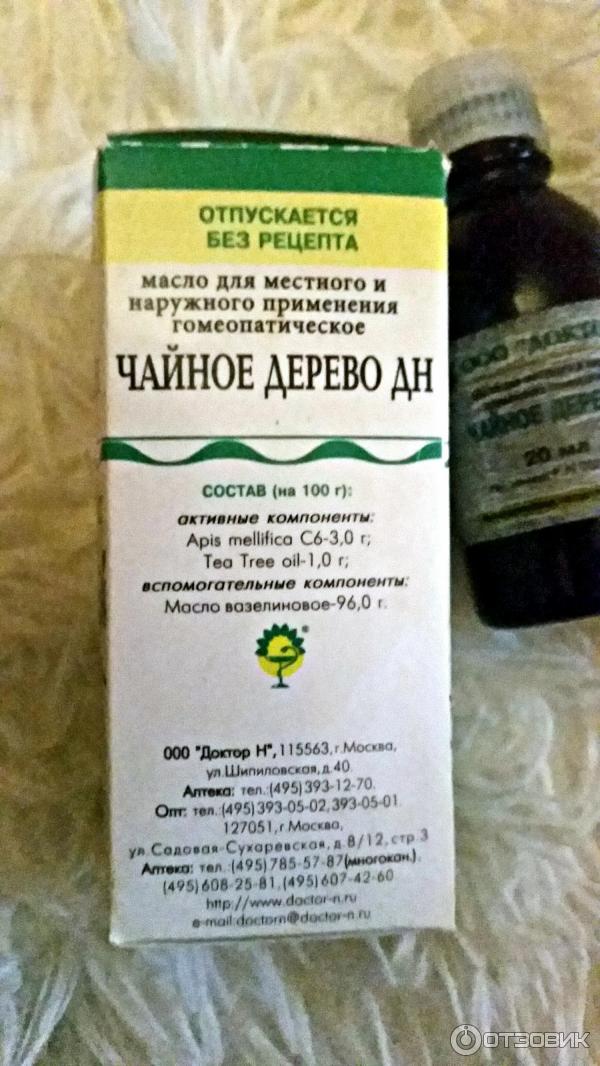 ОТПУСКАЕТСЯ
БЕЗ РЕЦЕПТА
масло для местного и
наружного применения
гомеопатическое
ЧАЙНОЕ ДЕРЕВО ДН
СОСТАВ (на 100 г):
активные компоненты:
Apis mellifica C6-3,0 г;
Tea Tree oil-1,0 г;
вспомогательные компоненты:
Масло вазелиновое-96,0 г.
®
ООО "Доктор Н", 115563, г.Москва,
ул.Шипиловская, д.40.
Аптека: тел.:(495)393-12-70.
Опт: тел.:(495)393-05-02, 393-05-01.
127051, г.Москва,
ул.Садовая-Сухаревская, д.8/12, стр.3
Аптека: тел.:(495)785-57-87(многокан.).
(495)608-25-81, (495)607-42-60
http://www.doctor-n.ru
e-mail:doctorn@doctor-n.ru
ООО "ДОКТО
ЧАЙНОЕ ДЕРЕ
20 мл
ОТЗОВИК